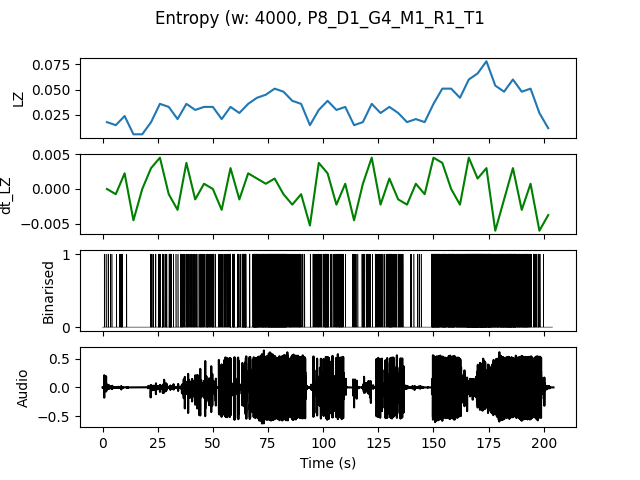 Entropy (w: 4000, P8_D1_G4_M1_R1_T1
0.075
0.050
0.025
LZ
0.005
0.000
−0.005
dt_LZ
1
0
Binarised
0.5
0.0
−0.5
Audio
0 25 50 75 100 125 150 175 200
Time (s)